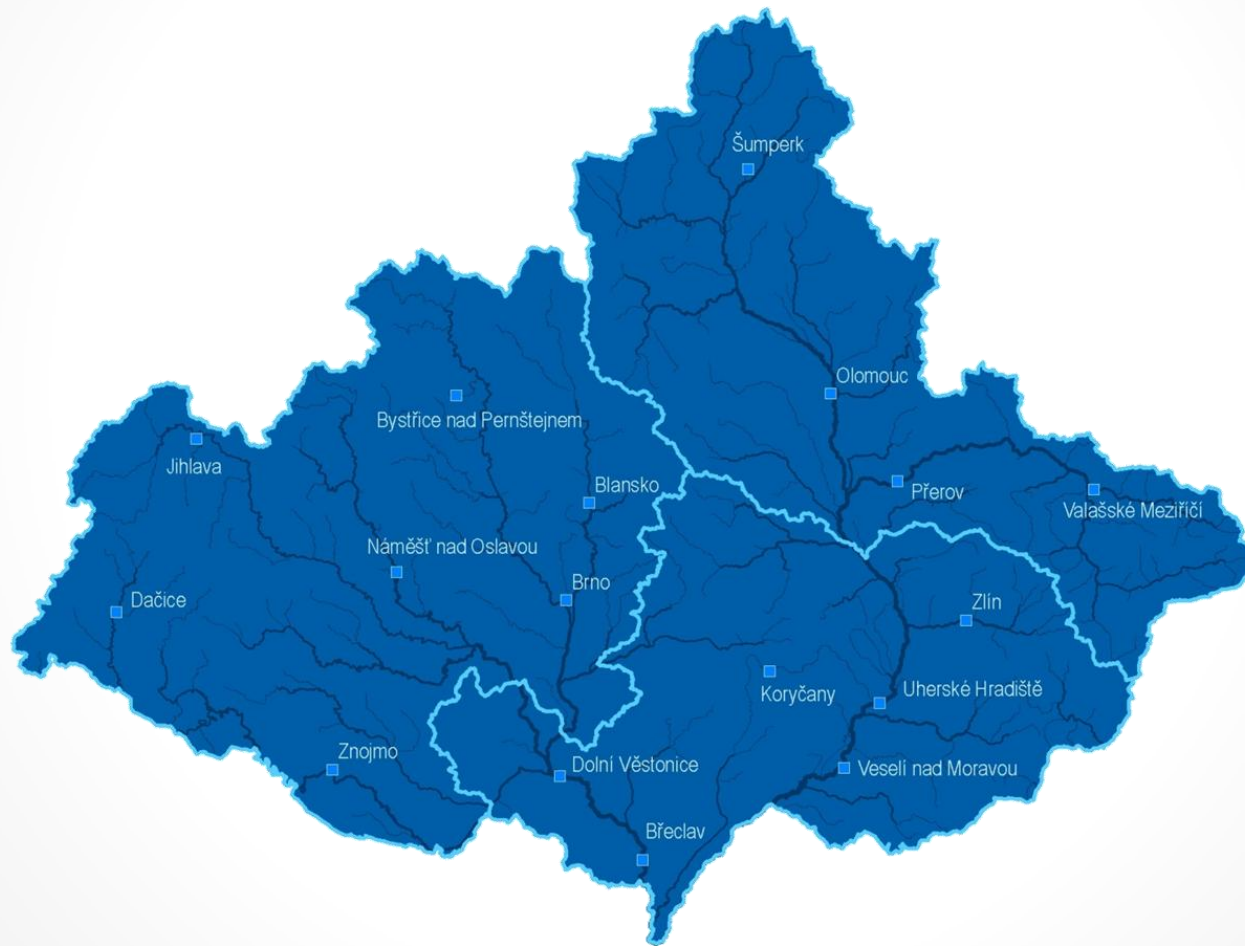 Šumperk
Olomouc
Bystřice nad Pernštejnem
Jihlava
Přerov
Blansko
Valašské Meziříčí
Náměšť nad Oslavou
Brno
Dačice
Zlín
Koryčany
Uherské Hradiště
Znojmo
Dolní Věstonice
Veselí nad Moravou
Břeclav